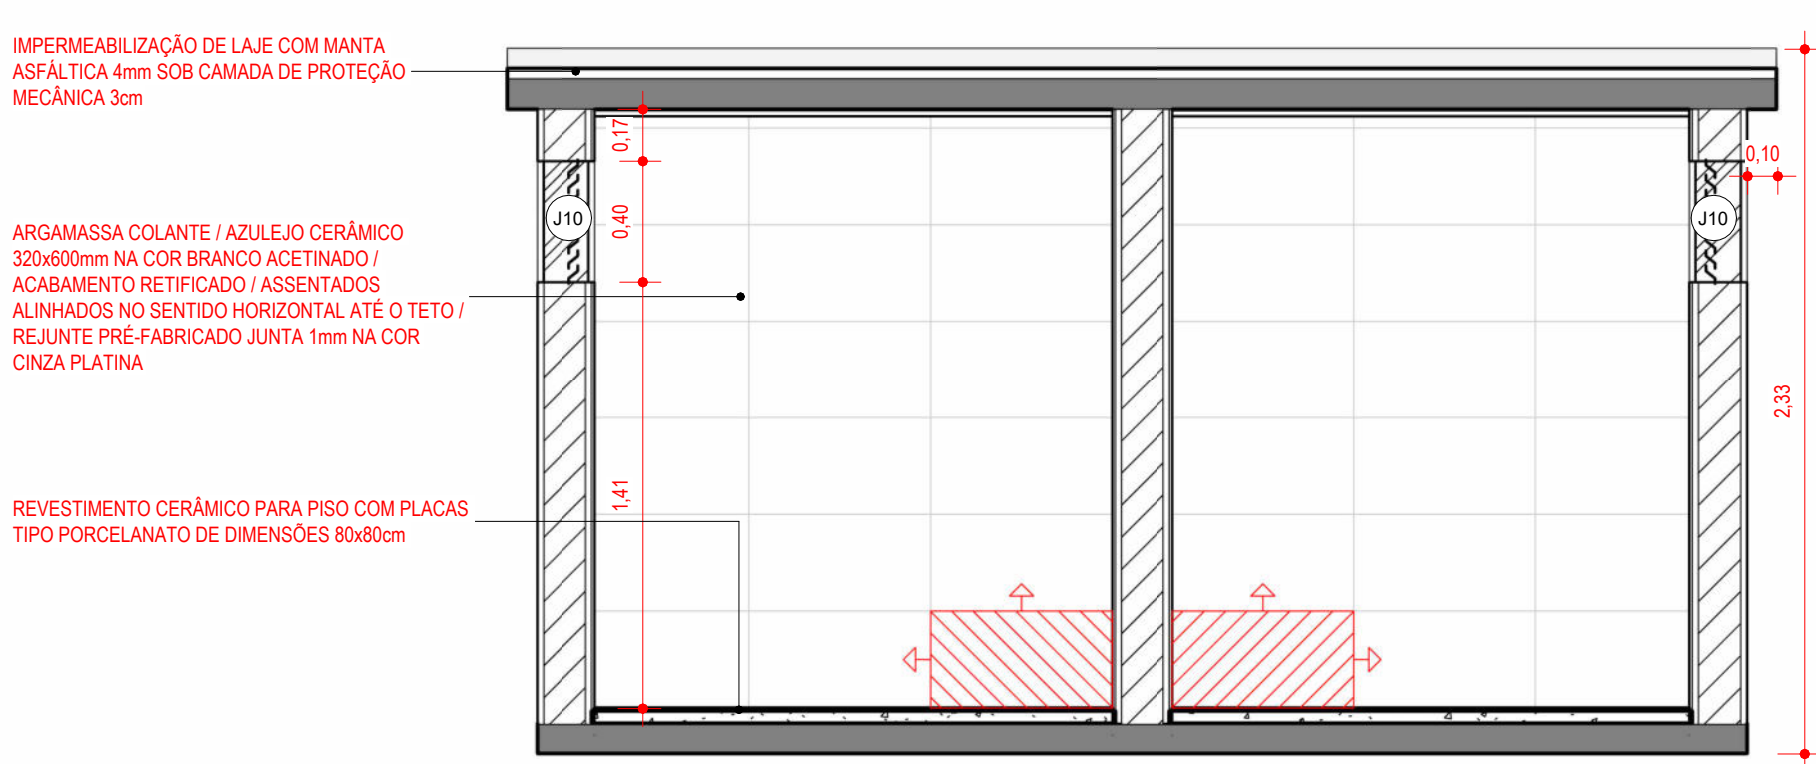 IMPERMEABILIZAÇÃO DE LAJE COM MANTA
ASFÁLTICA 4mm SOB CAMADA DE PROTEÇÃO
MECÂNICA 3cm
0,17
0,10
J10
J10
0,40
ARGAMASSA COLANTE / AZULEJO CERÂMICO
320x600mm NA COR BRANCO ACETINADO /
ACABAMENTO RETIFICADO / ASSENTADOS
ALINHADOS NO SENTIDO HORIZONTAL ATÉ O TETO /
REJUNTE PRÉ-FABRICADO JUNTA 1mm NA COR
CINZA PLATINA
2,33
1,41
REVESTIMENTO CERÂMICO PARA PISO COM PLACAS
TIPO PORCELANATO DE DIMENSÕES 80x80cm